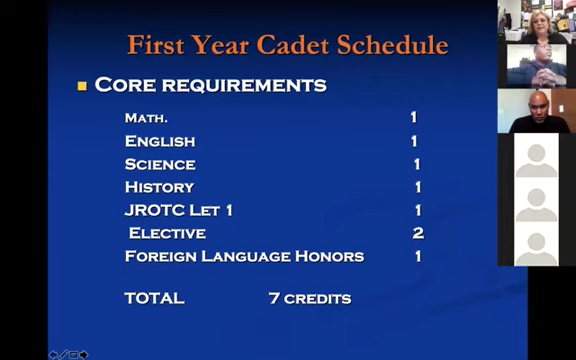 First Year Cadet Schedule
CORE REQUIREMENTS
MATH. 1
ENGLISH 1
SCIENCE 1
HISTORY 1
JROTC LET 1 1
ELECTIVE 2
FOREIGN LANGUAGE HONORS 1
TOTAL 7 CREDITS